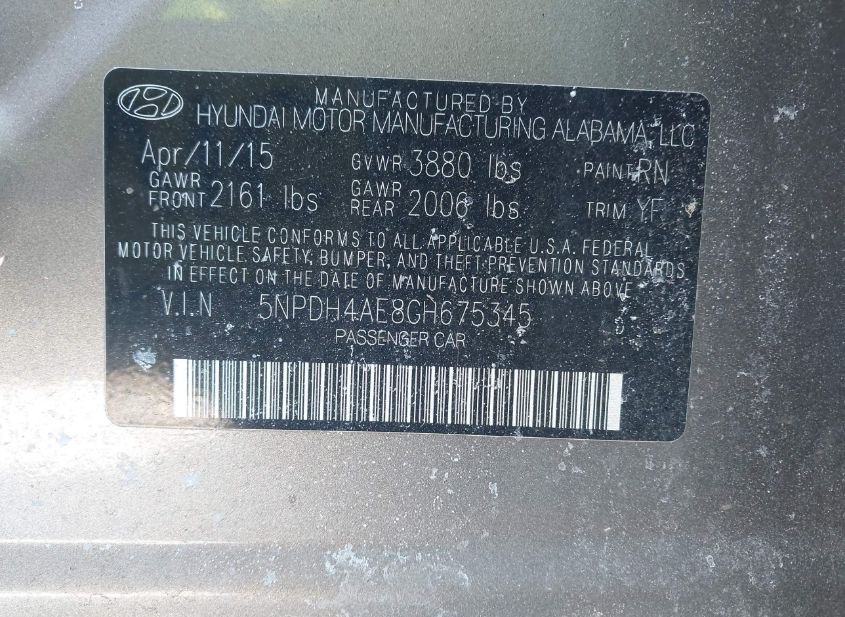 MANUFACTURED BY
HYUNDAI MOTOR MANUFACTURING ALABAMA, LLC
Apr/11/15 GVWR 3880 lbs PAINT RN
GAWR FRONT 2161 lbs GAWR REAR 2006 lbs TRIM YF
THIS VEHICLE CONFORMS TO ALL APPLICABLE U.S.A. FEDERAL
MOTOR VEHICLE SAFETY, BUMPER, AND THEFT PREVENTION STANDARDS
IN EFFECT ON THE DATE OF MANUFACTURE SHOWN ABOVE
V.I.N 5NPDH4AE8GH675345
PASSENGER CAR